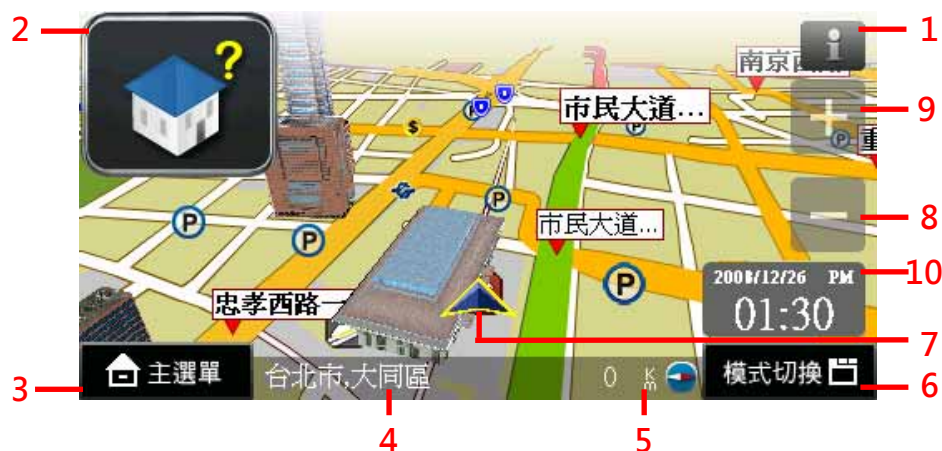 2
1
?
i
南京西
市民大道...
9
P
P
重
P
$
P
市民大道...
8
P
P
P
10
2008/12/26 PM
01:30
忠孝西路一
7
3
主選單
台北市,大同區
0 Km
模式切換
6
4
5